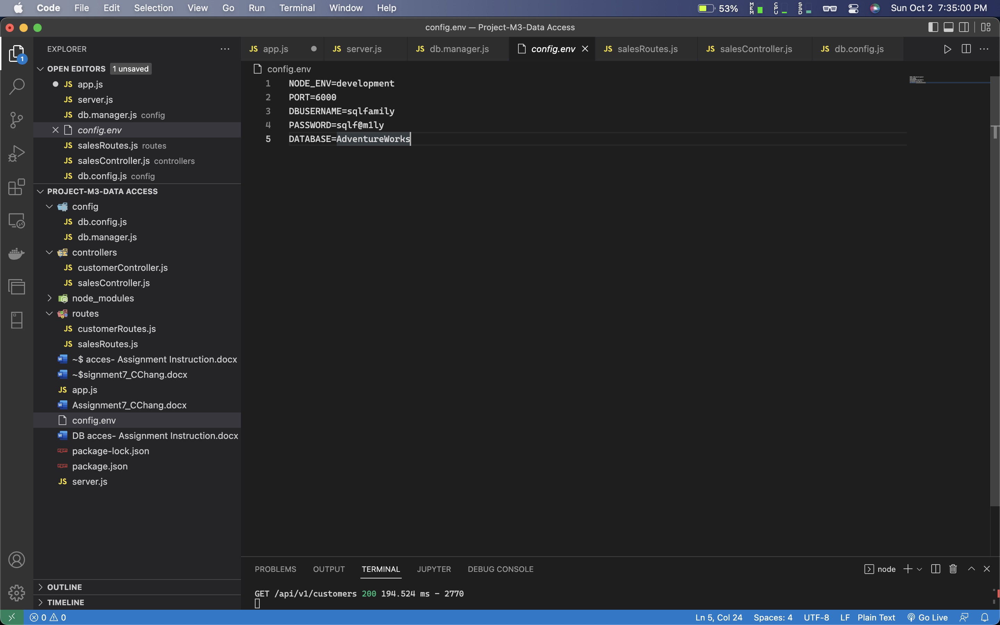 Code File Edit Selection View Go Run Terminal Window Help 53% MEM CPU SSD Sun Oct 2 7:35:00 PM
config.env — Project-M3-Data Access
EXPLORER
OPEN EDITORS 1 unsaved
JS app.js
JS server.js
JS db.manager.js config
config.env
JS salesRoutes.js routes
JS salesController.js controllers
JS db.config.js config
PROJECT-M3-DATA ACCESS
config
JS db.config.js
JS db.manager.js
controllers
JS customerController.js
JS salesController.js
node_modules
routes
JS customerRoutes.js
JS salesRoutes.js
~$ acces- Assignment Instruction.docx
~$signment7_CChang.docx
JS app.js
Assignment7_CChang.docx
config.env
DB acces- Assignment Instruction.docx
package-lock.json
package.json
JS server.js
OUTLINE
TIMELINE
1
JS app.js JS server.js JS db.manager.js config.env JS salesRoutes.js JS salesController.js JS db.config.js
config.env
1 NODE_ENV=development
2 PORT=6000
3 DBUSERNAME=sqlfamily
4 PASSWORD=sqlf@m1ly
5 DATABASE=AdventureWorks
PROBLEMS OUTPUT TERMINAL JUPYTER DEBUG CONSOLE node
GET /api/v1/customers 200 194.524 ms - 2770
0 0 Ln 5, Col 24 Spaces: 4 UTF-8 LF Plain Text Go Live